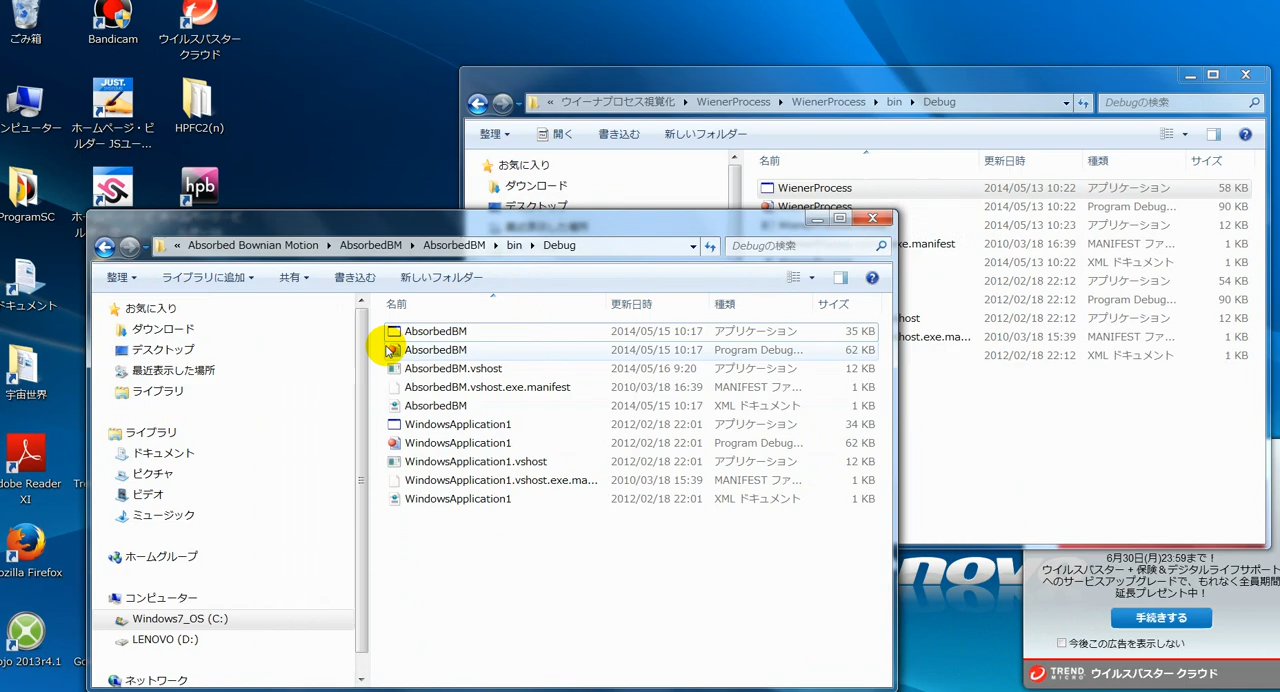 ごみ箱
Bandicam
ウイルスバスター
クラウド
ンピューター
ホームページ・ビ
ルダー JSユー...
HPFC2(n)
ProgramSC
hpb
ドキュメント
宇宙世界
dobe Reader
XI
ozilla Firefox
ojo 2013r4.1
« ウイーナプロセス視覚化 WienerProcess WienerProcess bin Debug
Debugの検索
整理 開く 書き込む 新しいフォルダー
お気に入り
ダウンロード
デスクトップ
名前 更新日時 種類 サイズ
WienerProcess 2014/05/13 10:22 アプリケーション 58 KB
WienerProcess 2014/05/13 10:22 Program Debug... 90 KB
2014/05/13 10:23 アプリケーション 12 KB
xe.manifest 2010/03/18 16:39 MANIFEST ファ... 1 KB
2014/05/13 10:22 XML ドキュメント 1 KB
2012/02/18 22:12 アプリケーション 54 KB
2012/02/18 22:12 Program Debug... 90 KB
host 2012/02/18 22:12 アプリケーション 12 KB
host.exe.ma... 2010/03/18 15:39 MANIFEST ファ... 1 KB
2012/02/18 22:12 XML ドキュメント 1 KB
« Absorbed Bownian Motion AbsorbedBM AbsorbedBM bin Debug
Debugの検索
整理 ライブラリに追加 共有 書き込む 新しいフォルダー
お気に入り
ダウンロード
デスクトップ
最近表示した場所
ライブラリ
ライブラリ
ドキュメント
ピクチャ
ビデオ
ミュージック
ホームグループ
コンピューター
Windows7_OS (C:)
LENOVO (D:)
ネットワーク
名前 更新日時 種類 サイズ
AbsorbedBM 2014/05/15 10:17 アプリケーション 35 KB
AbsorbedBM 2014/05/15 10:17 Program Debug... 62 KB
AbsorbedBM.vshost 2014/05/16 9:20 アプリケーション 12 KB
AbsorbedBM.vshost.exe.manifest 2010/03/18 16:39 MANIFEST ファ... 1 KB
AbsorbedBM 2014/05/15 10:17 XML ドキュメント 1 KB
WindowsApplication1 2012/02/18 22:01 アプリケーション 34 KB
WindowsApplication1 2012/02/18 22:01 Program Debug... 62 KB
WindowsApplication1.vshost 2012/02/18 22:01 アプリケーション 12 KB
WindowsApplication1.vshost.exe.ma... 2010/03/18 15:39 MANIFEST ファ... 1 KB
WindowsApplication1 2012/02/18 22:01 XML ドキュメント 1 KB
novo
6月30日(月)23:59まで！
ウイルスバスター + 保険＆デジタルライフサポート
へのサービスアップグレードで、もれなく全員期間
延長プレゼント中！
手続きする
今後この広告を表示しない
TREND MICRO ウイルスバスター クラウド